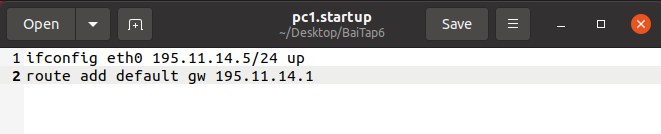 Open
pc1.startup
~/Desktop/BaiTap6
Save
1 ifconfig eth0 195.11.14.5/24 up
2 route add default gw 195.11.14.1